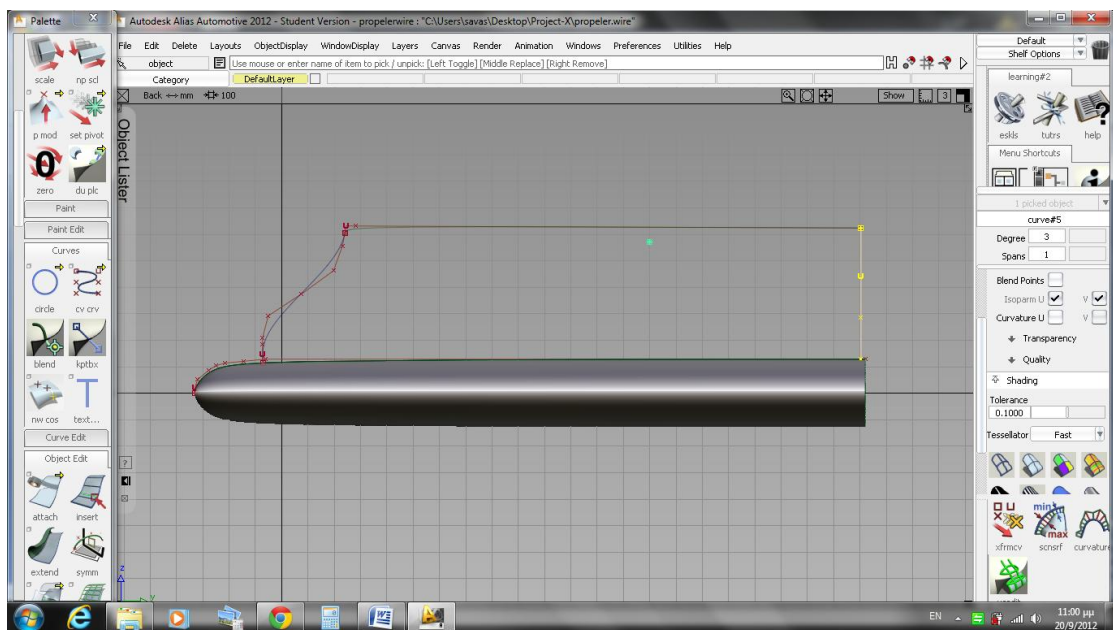 Palette
Autodesk Alias Automotive 2012 - Student Version - propelerwire : "C:\Users\savas\Desktop\Project-X\propeler.wire"
File Edit Delete Layouts ObjectDisplay WindowDisplay Layers Canvas Render Animation Windows Preferences Utilities Help
object
Use mouse or enter name of item to pick / unpick: [Left Toggle] [Middle Replace] [Right Remove]
Category DefaultLayer
Back <-> mm 100
Show 3
Object Lister
scale np scl
p mod set pivot
0
zero du plc
Paint
Paint Edit
Curves
circle cv crv
blend kptbx
nw cos text...
Curve Edit
Object Edit
attach insert
extend symm
?
z
Y
Default
Shelf Options
learning#2
eskls tutrs help
Menu Shortcuts
1 picked object
curve#5
Degree 3
Spans 1
Blend Points
Isoparm U V
Curvature U V
Transparency
Quality
Shading
Tolerance
0.1000
Tessellator Fast
min
max
xfrmcv scnsrf curvature
EN
11:00 μμ
20/9/2012